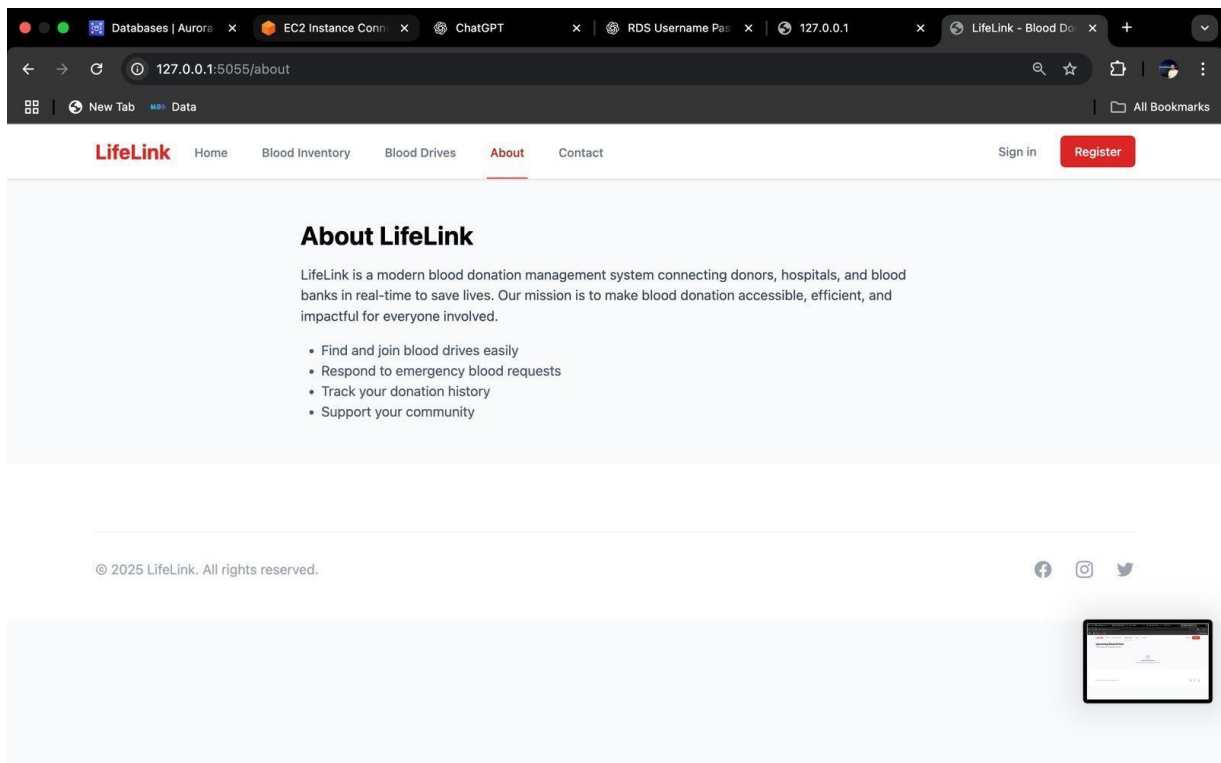 Databases | Aurora
EC2 Instance Conn
ChatGPT
RDS Username Pas
127.0.0.1
LifeLink - Blood Do
127.0.0.1:5055/about
New Tab
MDS Data
All Bookmarks
LifeLink Home Blood Inventory Blood Drives About Contact Sign in Register
About LifeLink
LifeLink is a modern blood donation management system connecting donors, hospitals, and blood
banks in real-time to save lives. Our mission is to make blood donation accessible, efficient, and
impactful for everyone involved.
• Find and join blood drives easily
• Respond to emergency blood requests
• Track your donation history
• Support your community
© 2025 LifeLink. All rights reserved.
Upcoming Blood Drives